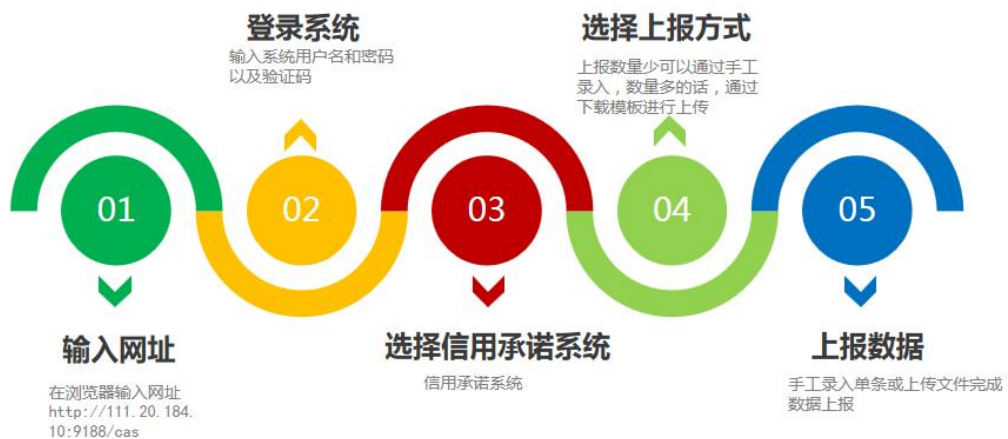 登录系统
输入系统用户名和密码
以及验证码
选择上报方式
上报数量少可以通过手工
录入，数量多的话，通过
下载模板进行上传
01
02
03
04
05
输入网址
在浏览器输入网址
http://111.20.184.
10:9188/cas
选择信用承诺系统
信用承诺系统
上报数据
手工录入单条或上传文件完成
数据上报